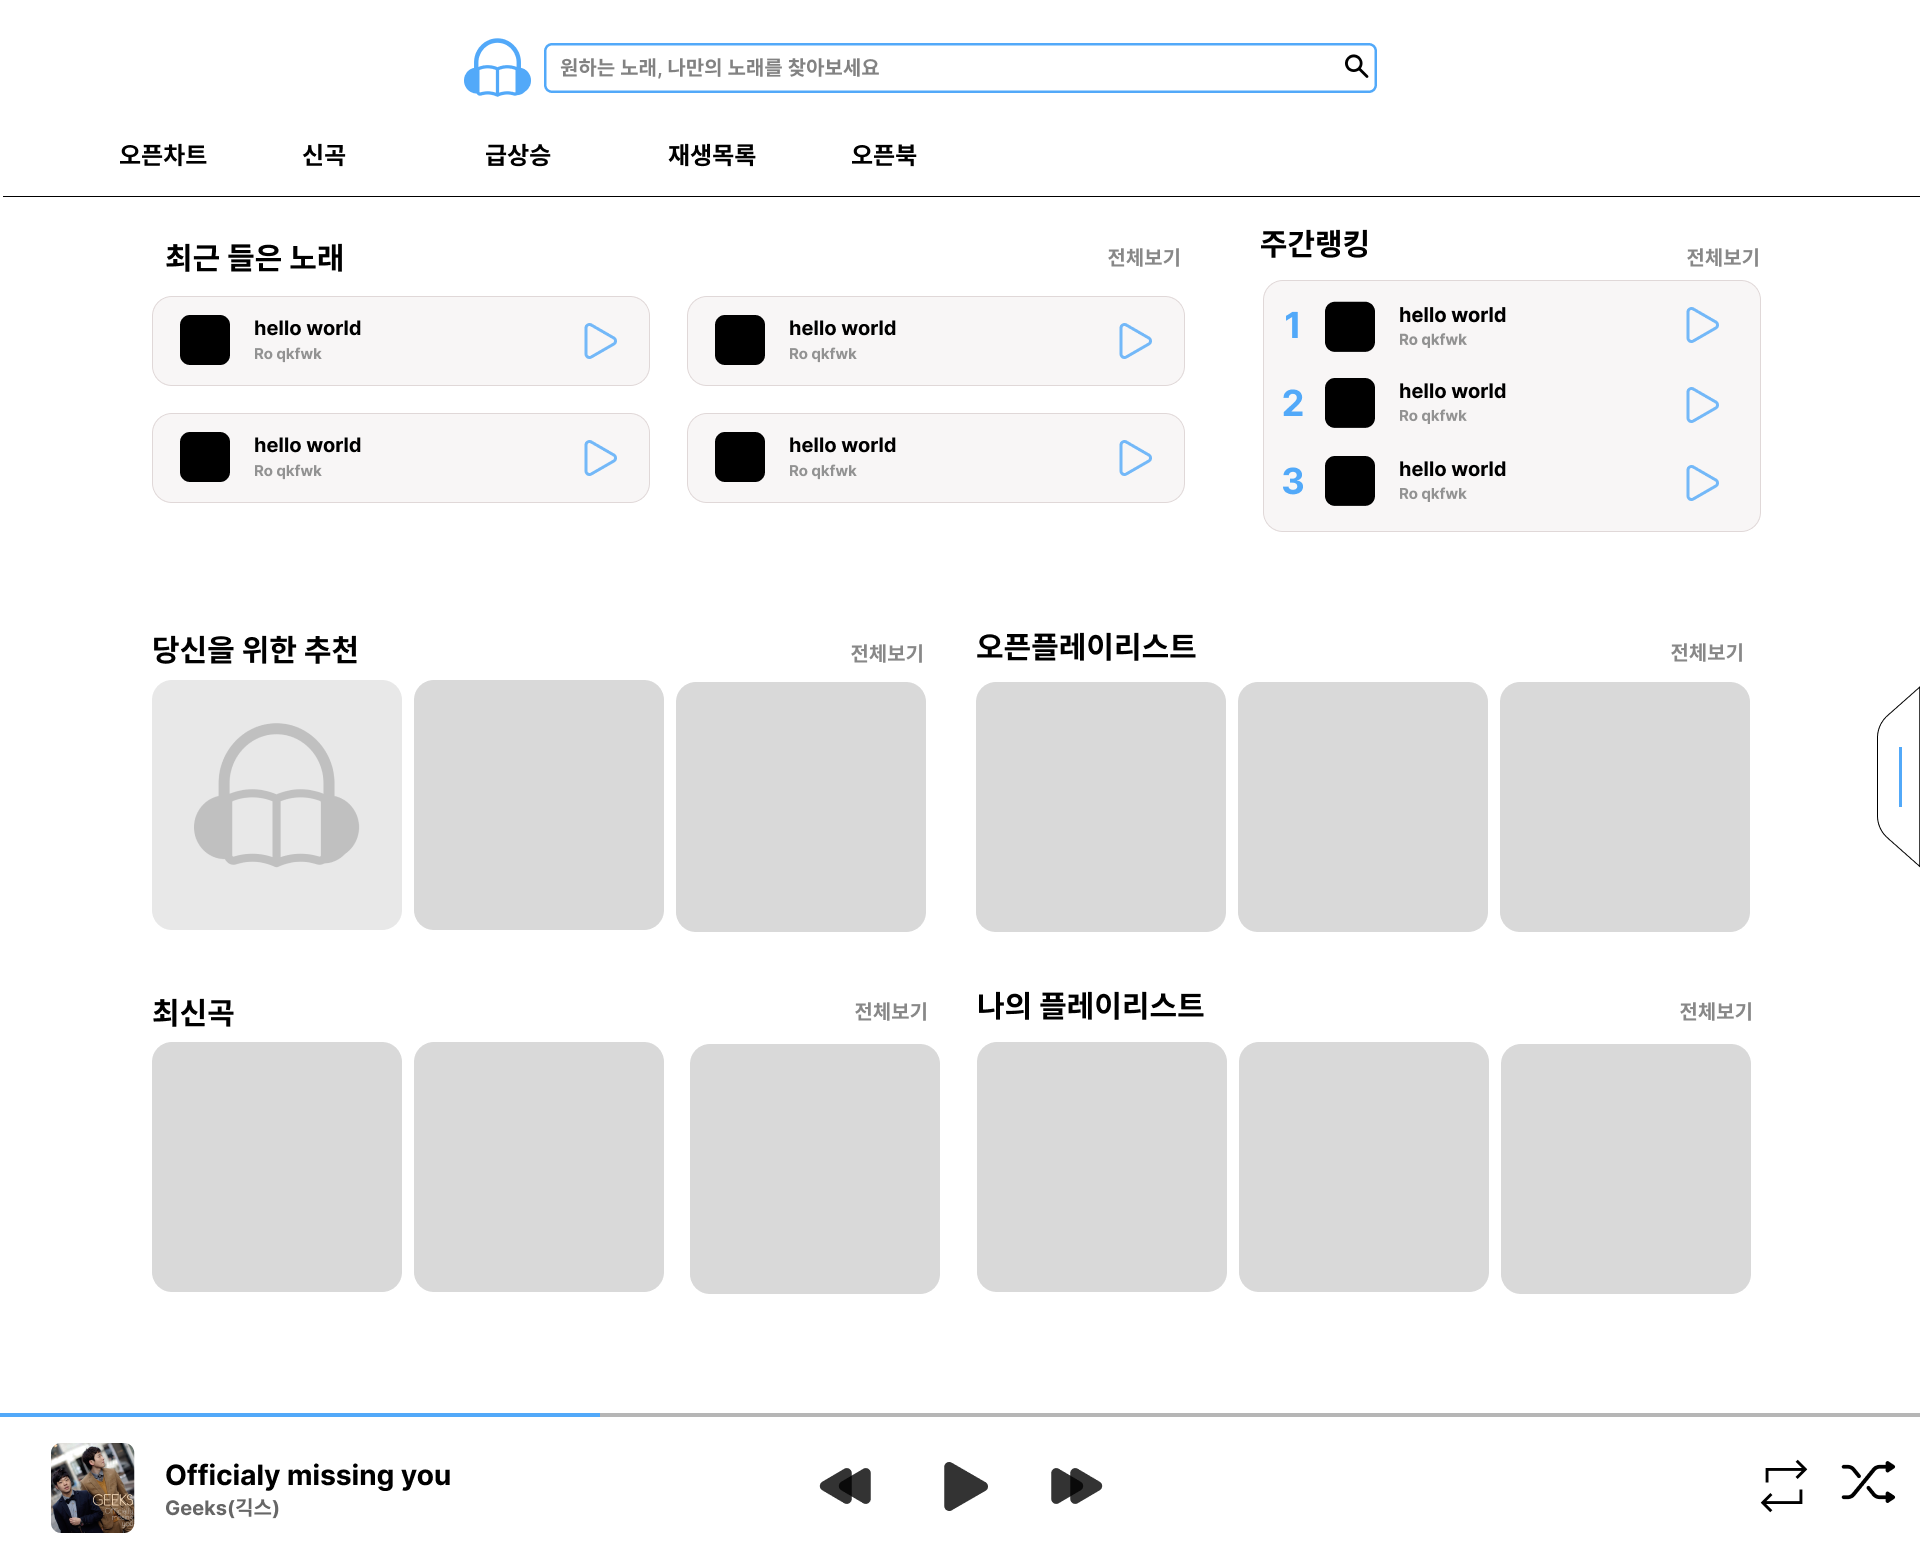 원하는 노래, 나만의 노래를 찾아보세요
오픈차트 신곡 급상승 재생목록 오픈북
최근 들은 노래 전체보기
hello world
Ro qkfwk
hello world
Ro qkfwk
hello world
Ro qkfwk
hello world
Ro qkfwk
주간랭킹 전체보기
1 hello world
Ro qkfwk
2 hello world
Ro qkfwk
3 hello world
Ro qkfwk
당신을 위한 추천 전체보기
오픈플레이리스트 전체보기
최신곡 전체보기
나의 플레이리스트 전체보기
GEEKS
Officialy missing you
Geeks(긱스)